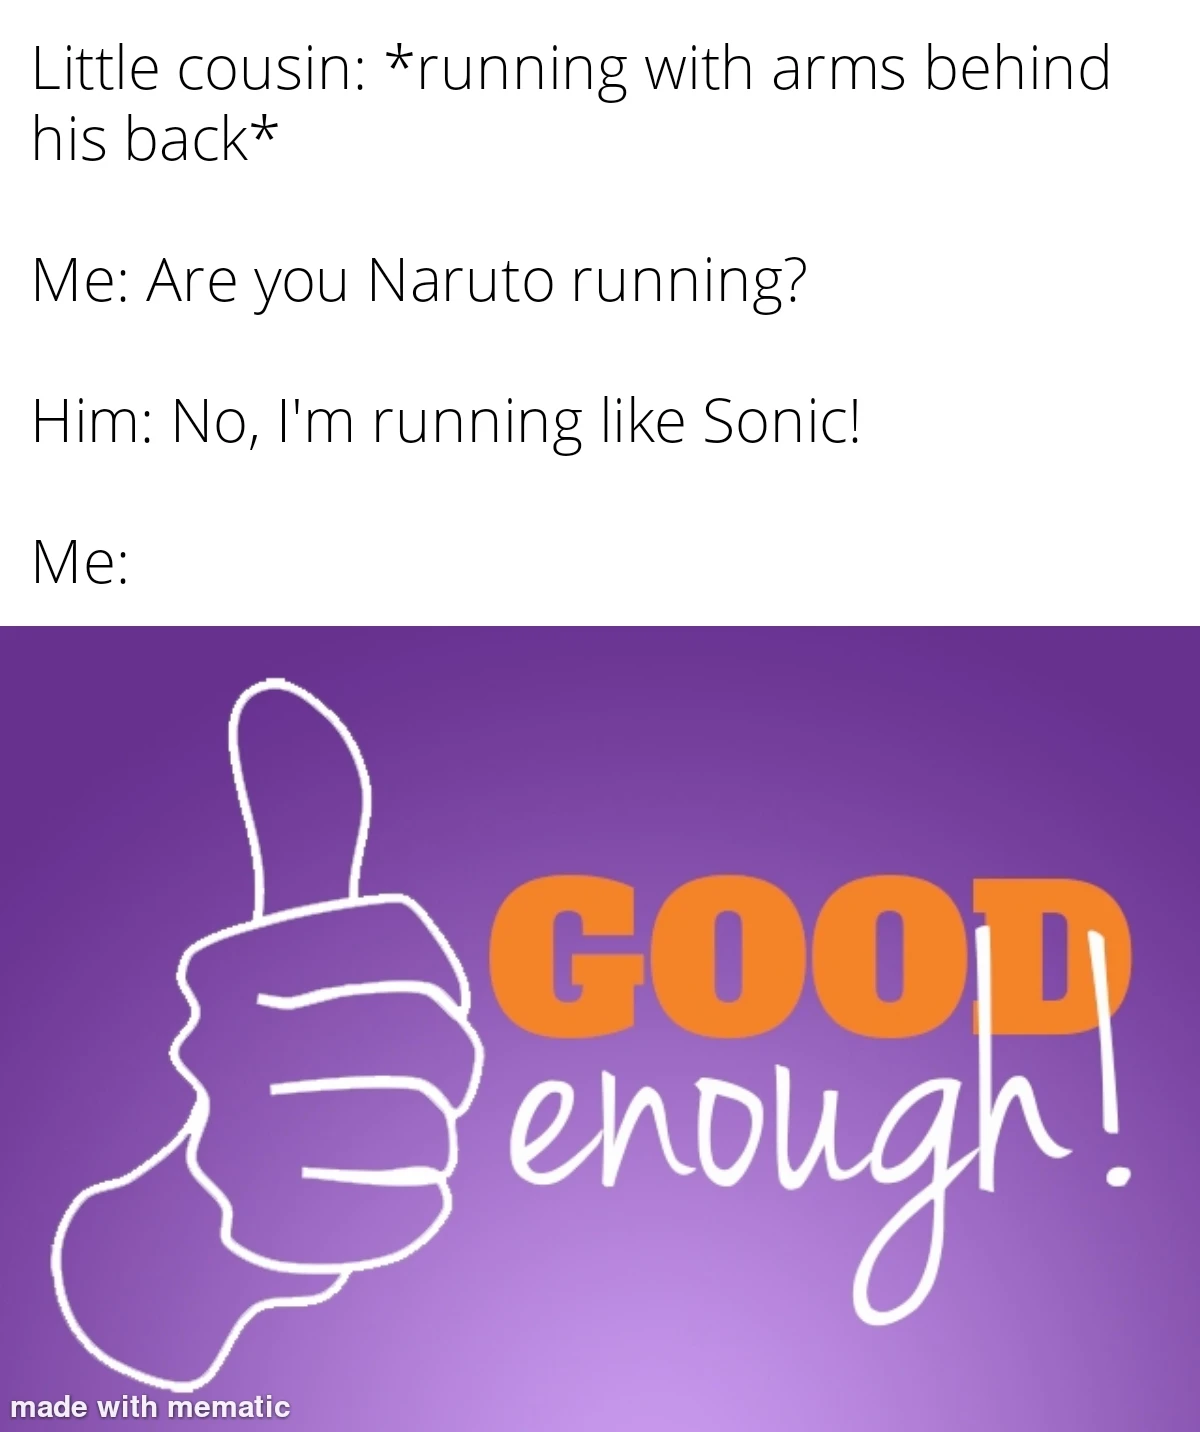 Little cousin: *running with arms behind
his back*
Me: Are you Naruto running?
Him: No, I'm running like Sonic!
Me:
GOOD
enough!
made with mematic